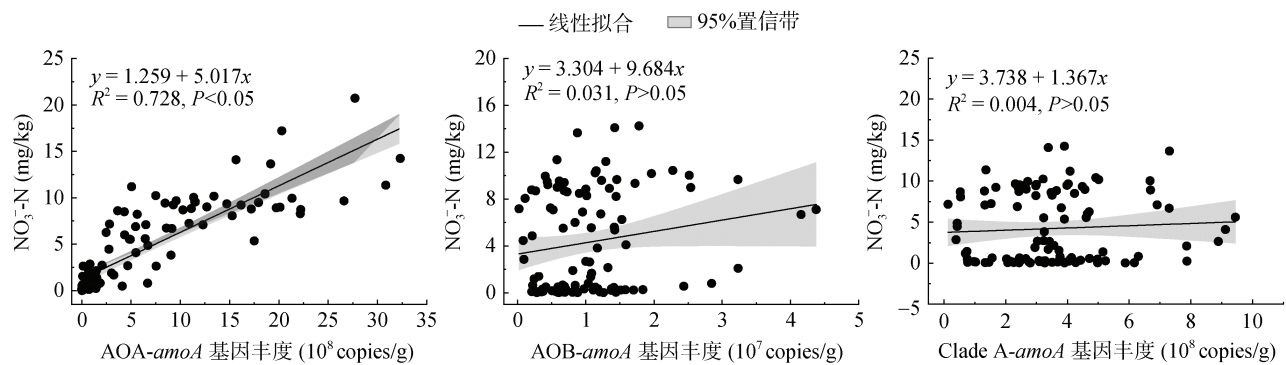 线性拟合 95%置信带
y = 1.259 + 5.017x
R² = 0.728, P<0.05
NO₃⁻-N (mg/kg)
25
20
15
10
5
0
0 5 10 15 20 25 30 35
AOA-amoA 基因丰度 (10⁸ copies/g)
y = 3.304 + 9.684x
R² = 0.031, P>0.05
NO₃⁻-N (mg/kg)
20
16
12
8
4
0
0 1 2 3 4 5
AOB-amoA 基因丰度 (10⁷ copies/g)
y = 3.738 + 1.367x
R² = 0.004, P>0.05
NO₃⁻-N (mg/kg)
25
20
15
10
5
0
−5
0 2 4 6 8 10
Clade A-amoA 基因丰度 (10⁸ copies/g)